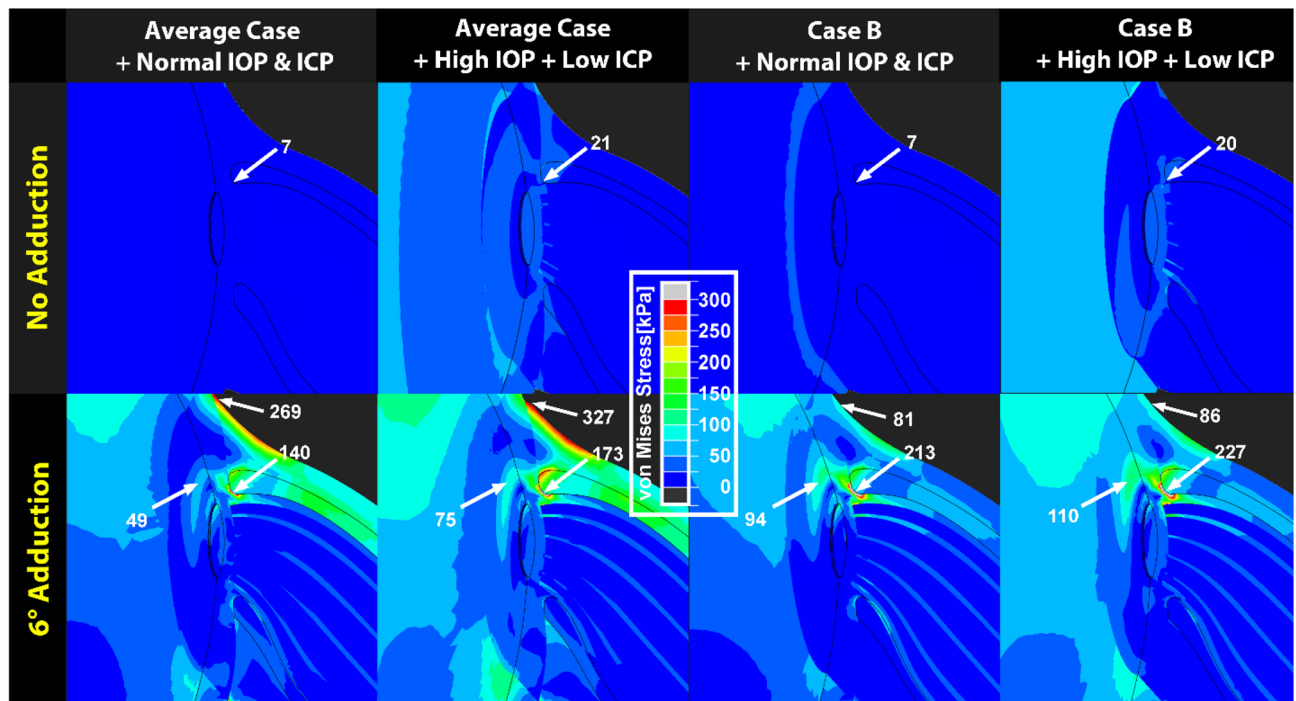 Average Case
+ Normal IOP & ICP
Average Case
+ High IOP + Low ICP
Case B
+ Normal IOP & ICP
Case B
+ High IOP + Low ICP
No Adduction
7
21
7
20
von Mises Stress[kPa]
300
250
200
150
100
50
0
6° Adduction
269
140
49
327
173
75
81
213
94
86
227
110